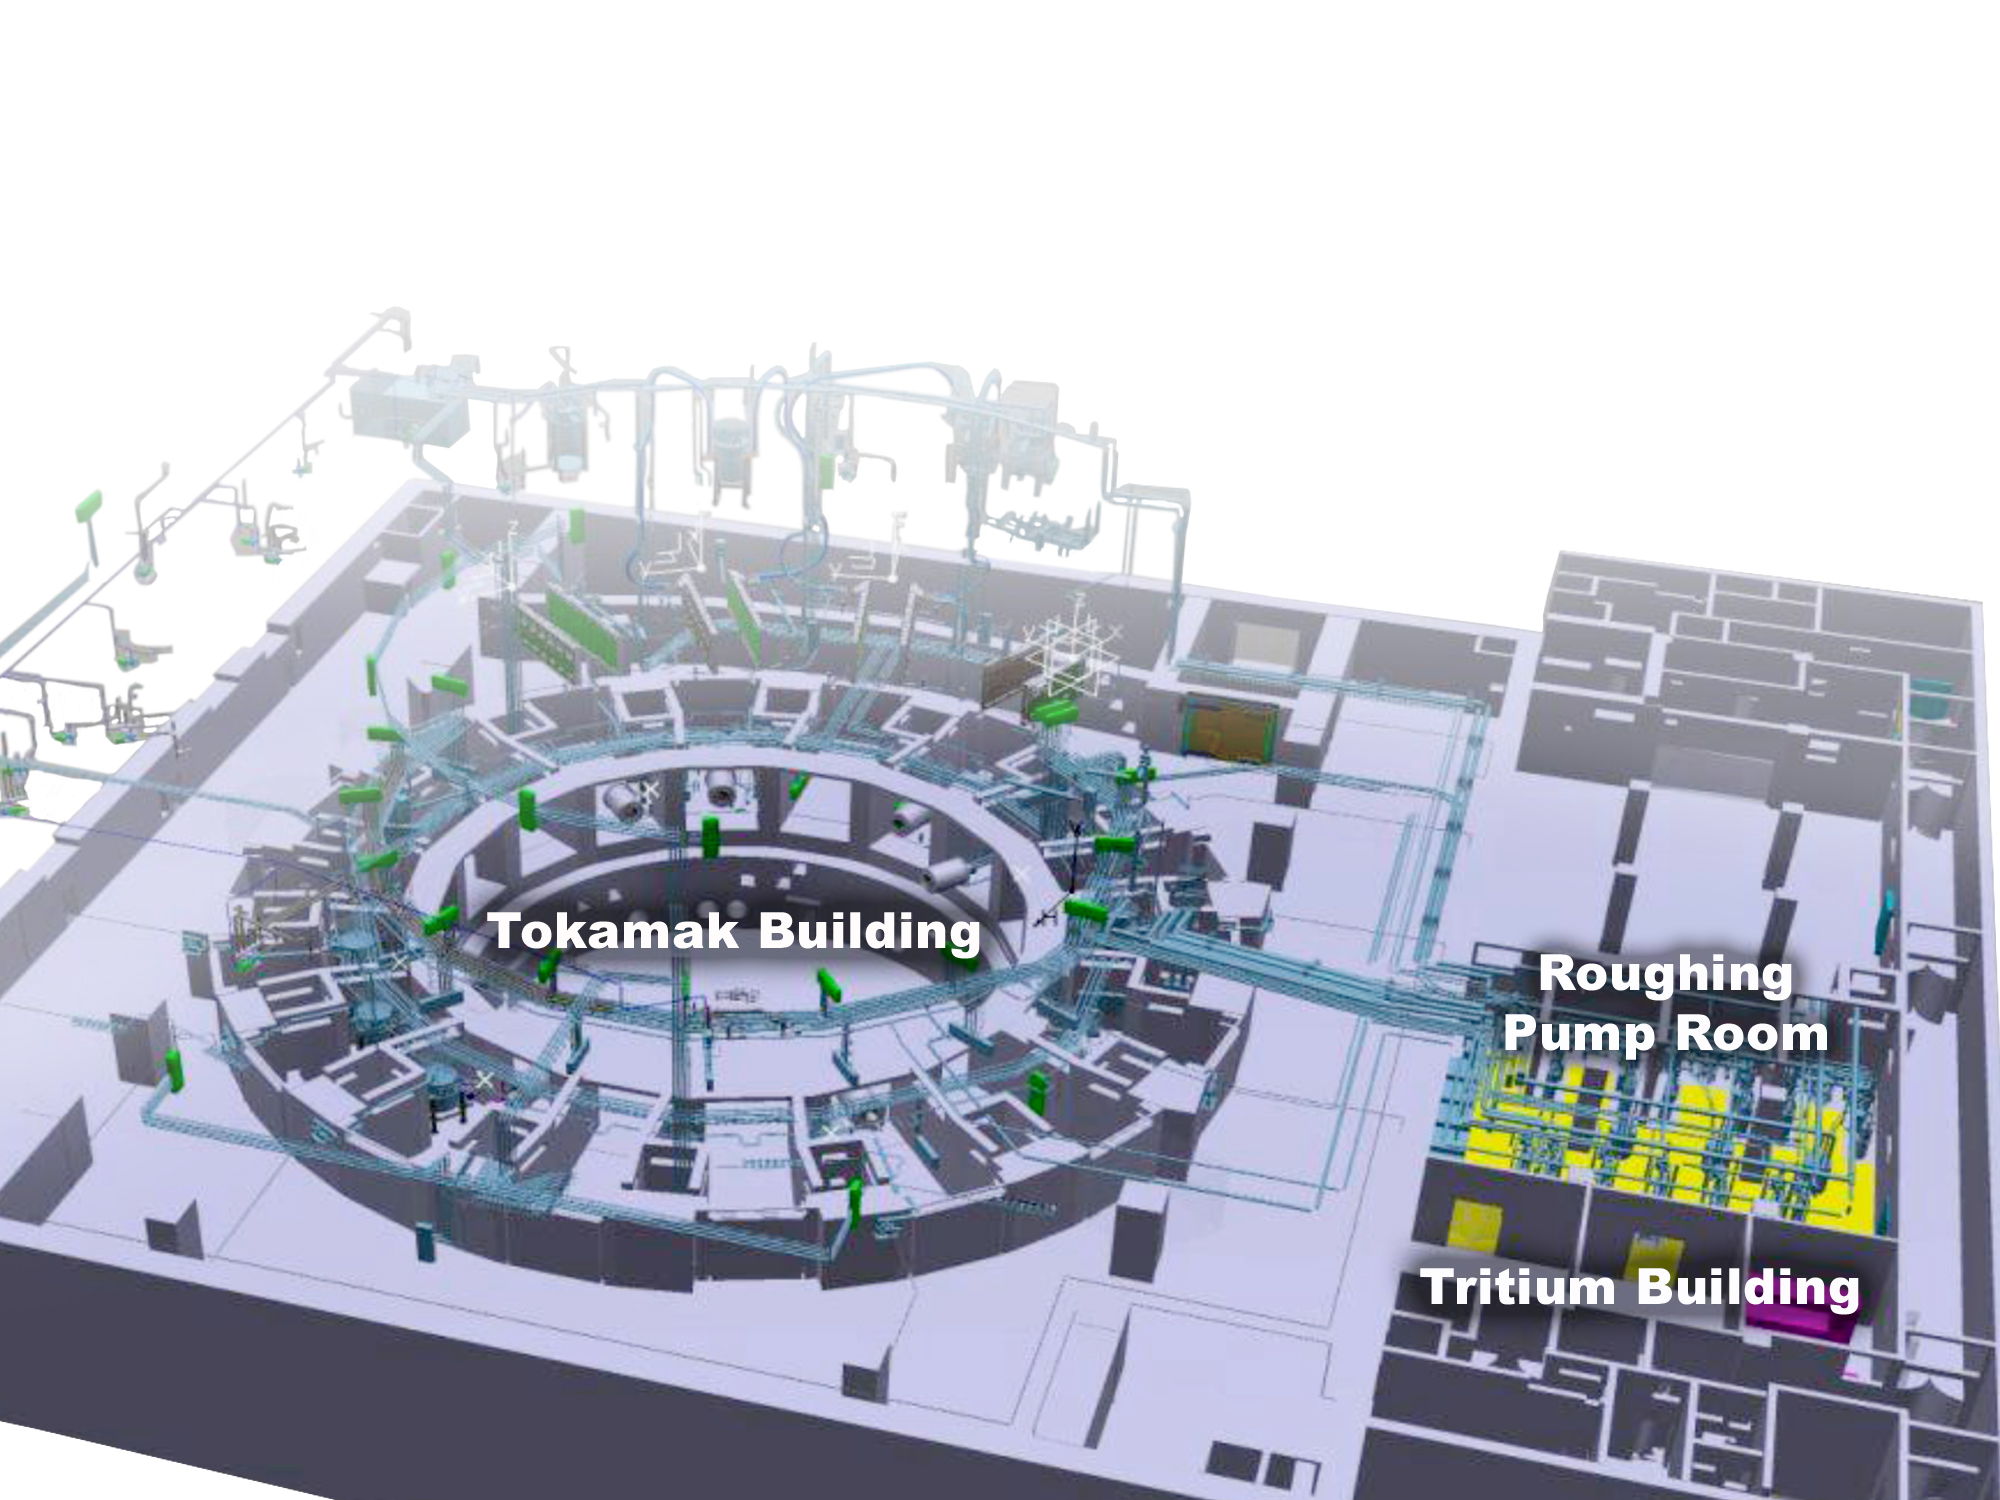 Tokamak Building
Roughing
Pump Room
Tritium Building